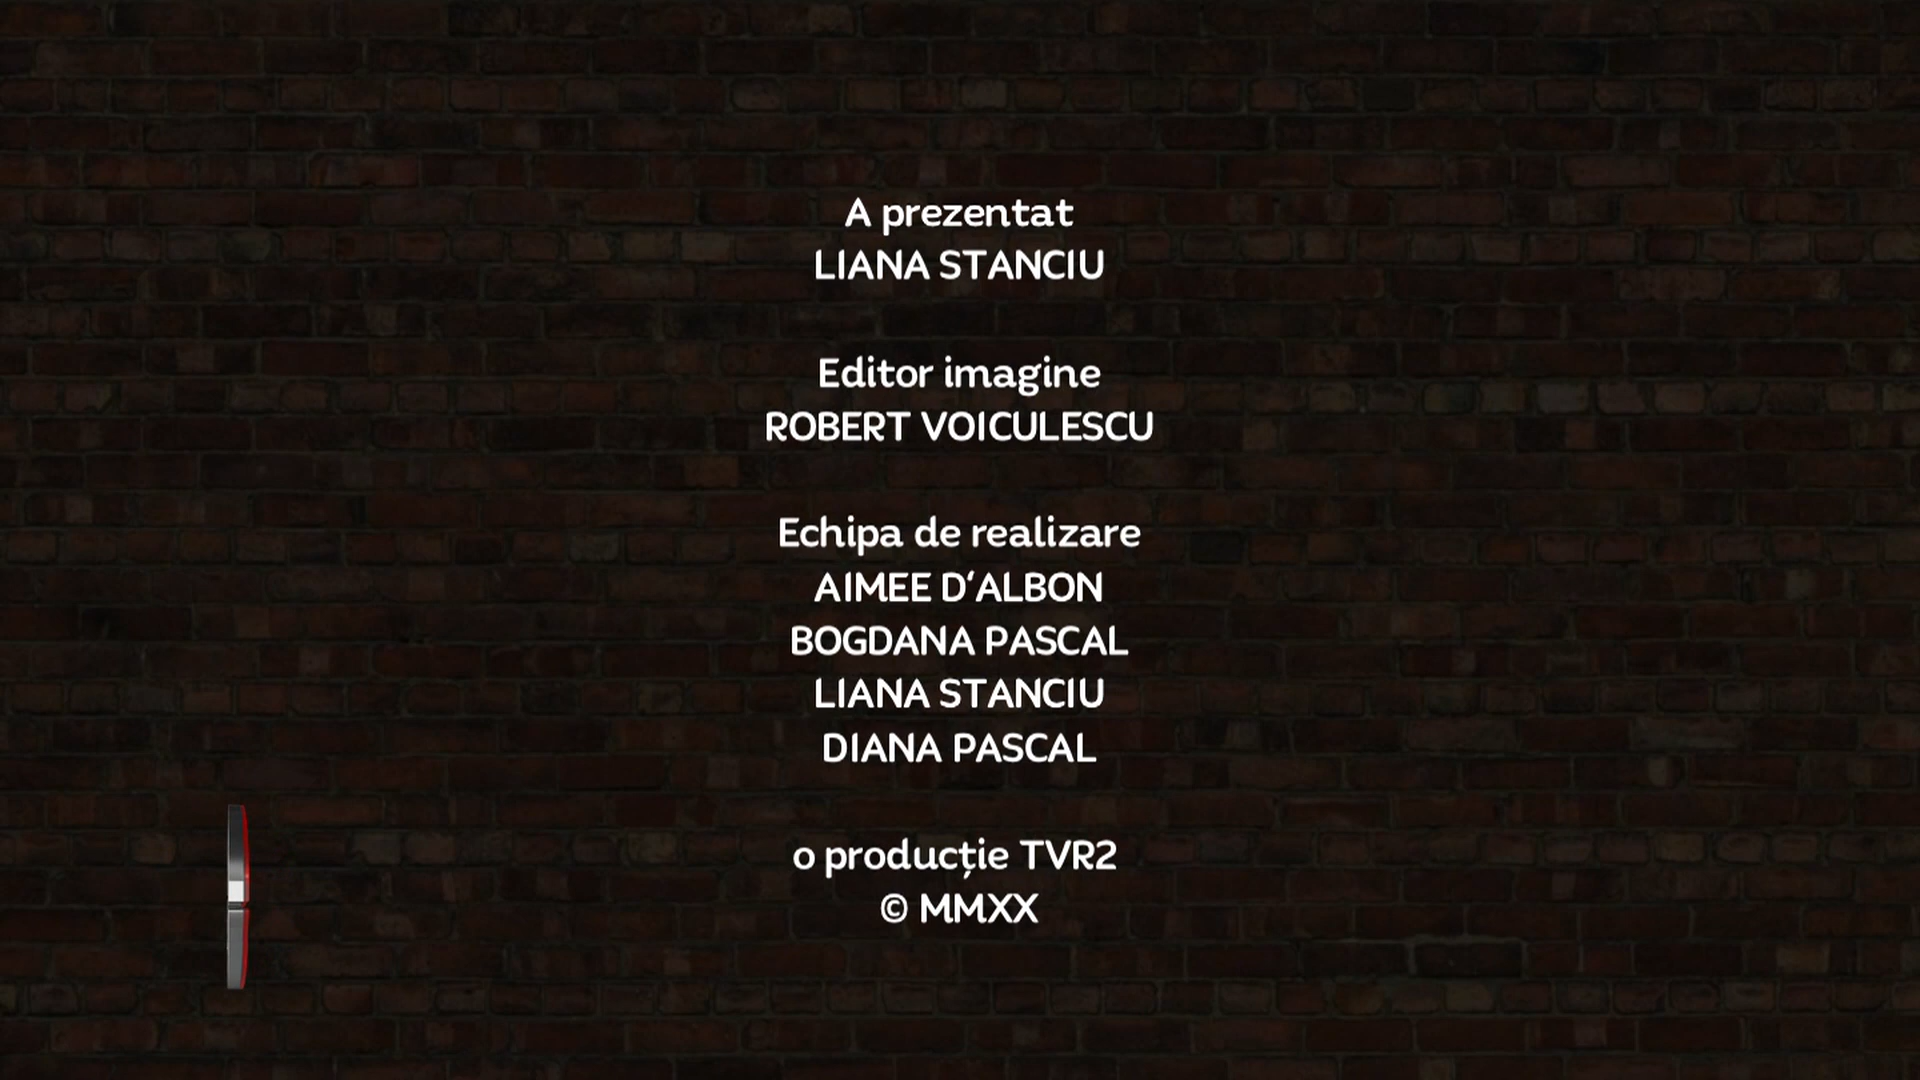 A prezentat
LIANA STANCIU
Editor imagine
ROBERT VOICULESCU
Echipa de realizare
AIMEE D‘ALBON
BOGDANA PASCAL
LIANA STANCIU
DIANA PASCAL
o producție TVR2
© MMXX